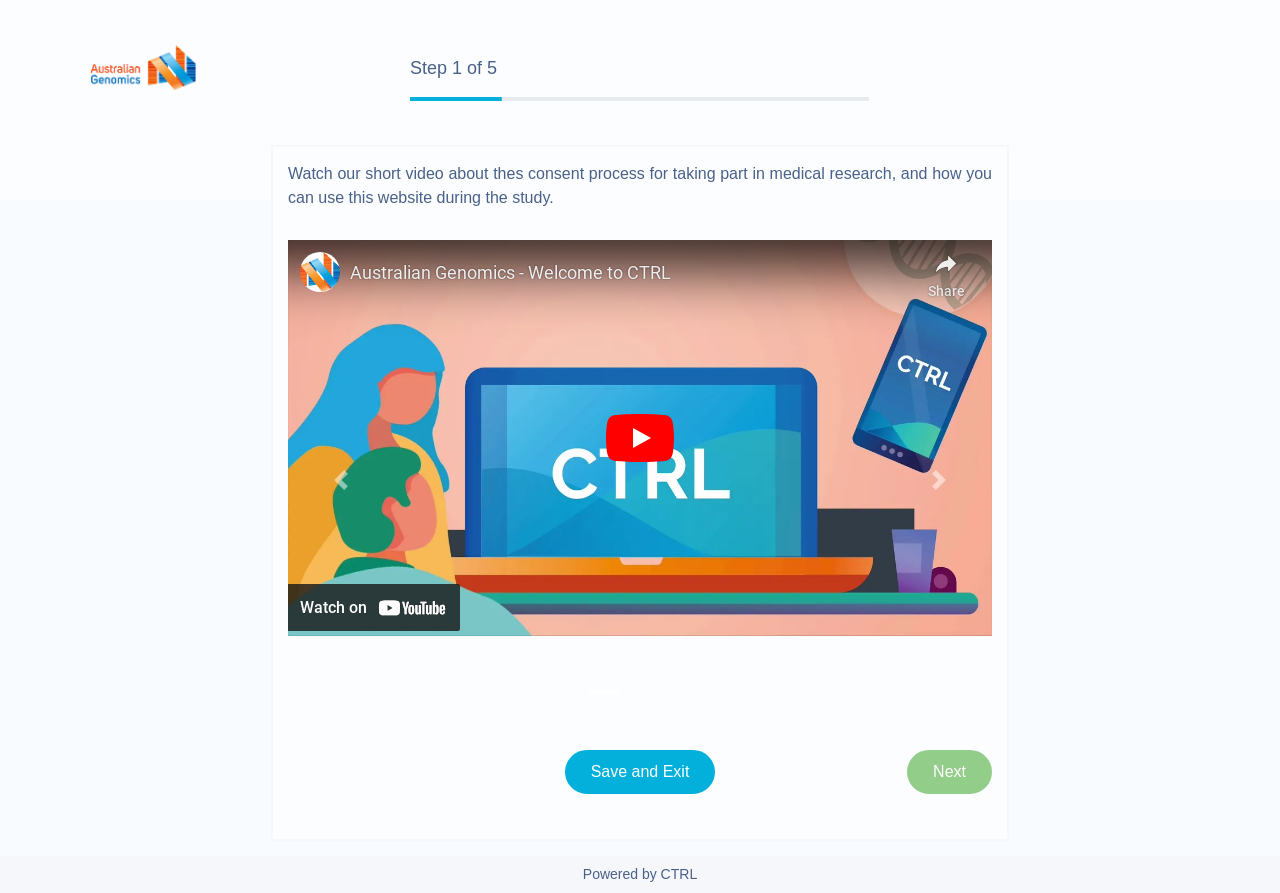 Australian
Genomics
Step 1 of 5
Watch our short video about thes consent process for taking part in medical research, and how you
can use this website during the study.
Australian Genomics - Welcome to CTRL
Share
CTRL
CTRL
Watch on YouTube
Save and Exit
Next
Powered by CTRL